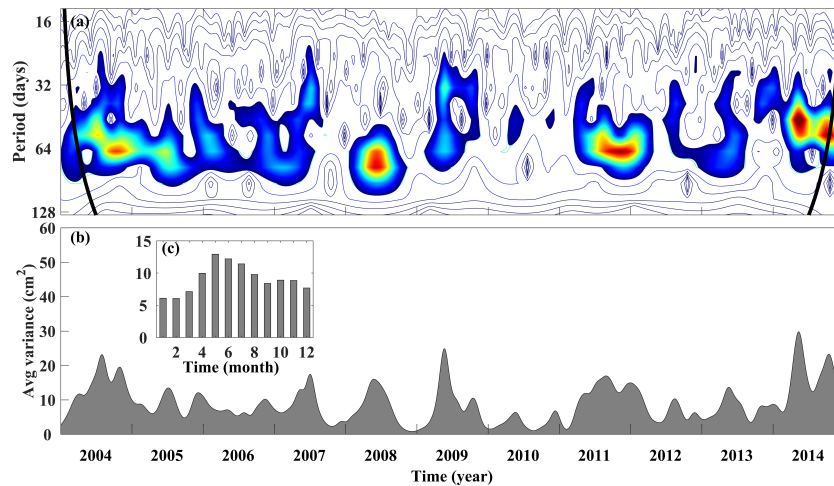 (a)
16
32
64
128
Period (days)
(b)
60
50
40
30
20
10
0
Avg variance (cm²)
(c)
15
10
5
0
2 4 6 8 10 12
Time (month)
2004 2005 2006 2007 2008 2009 2010 2011 2012 2013 2014
Time (year)